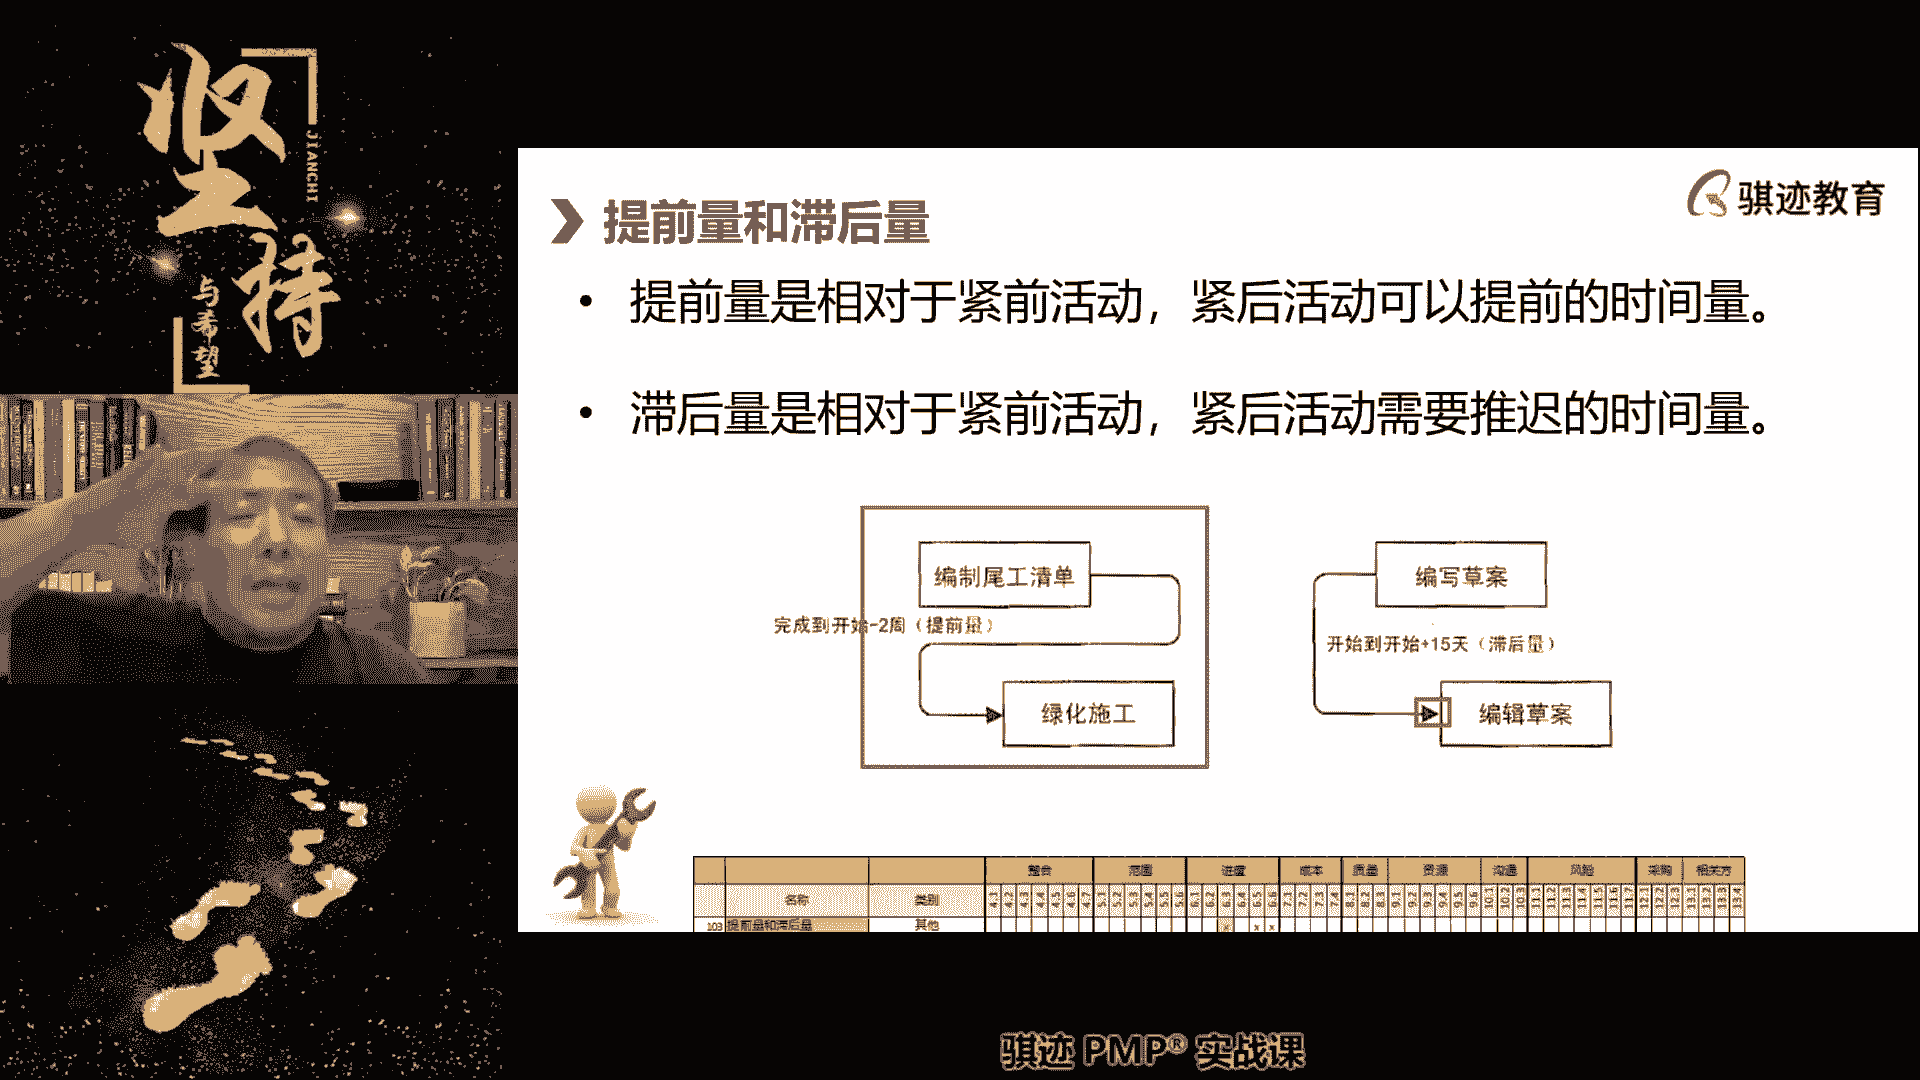 坚持
JIANCHI
与希望
骐迹教育
提前量和滞后量
• 提前量是相对于紧前活动，紧后活动可以提前的时间量。
• 滞后量是相对于紧前活动，紧后活动需要推迟的时间量。
编制尾工清单
完成到开始-2周（提前量）
绿化施工
编写草案
开始到开始+15天（滞后量）
编辑草案
整合 范围 进度 成本 质量 资源 沟通 风险 采购 相关方
名称 类别
103 提前量和滞后量 其他 x x x
骐迹 PMP® 实战课